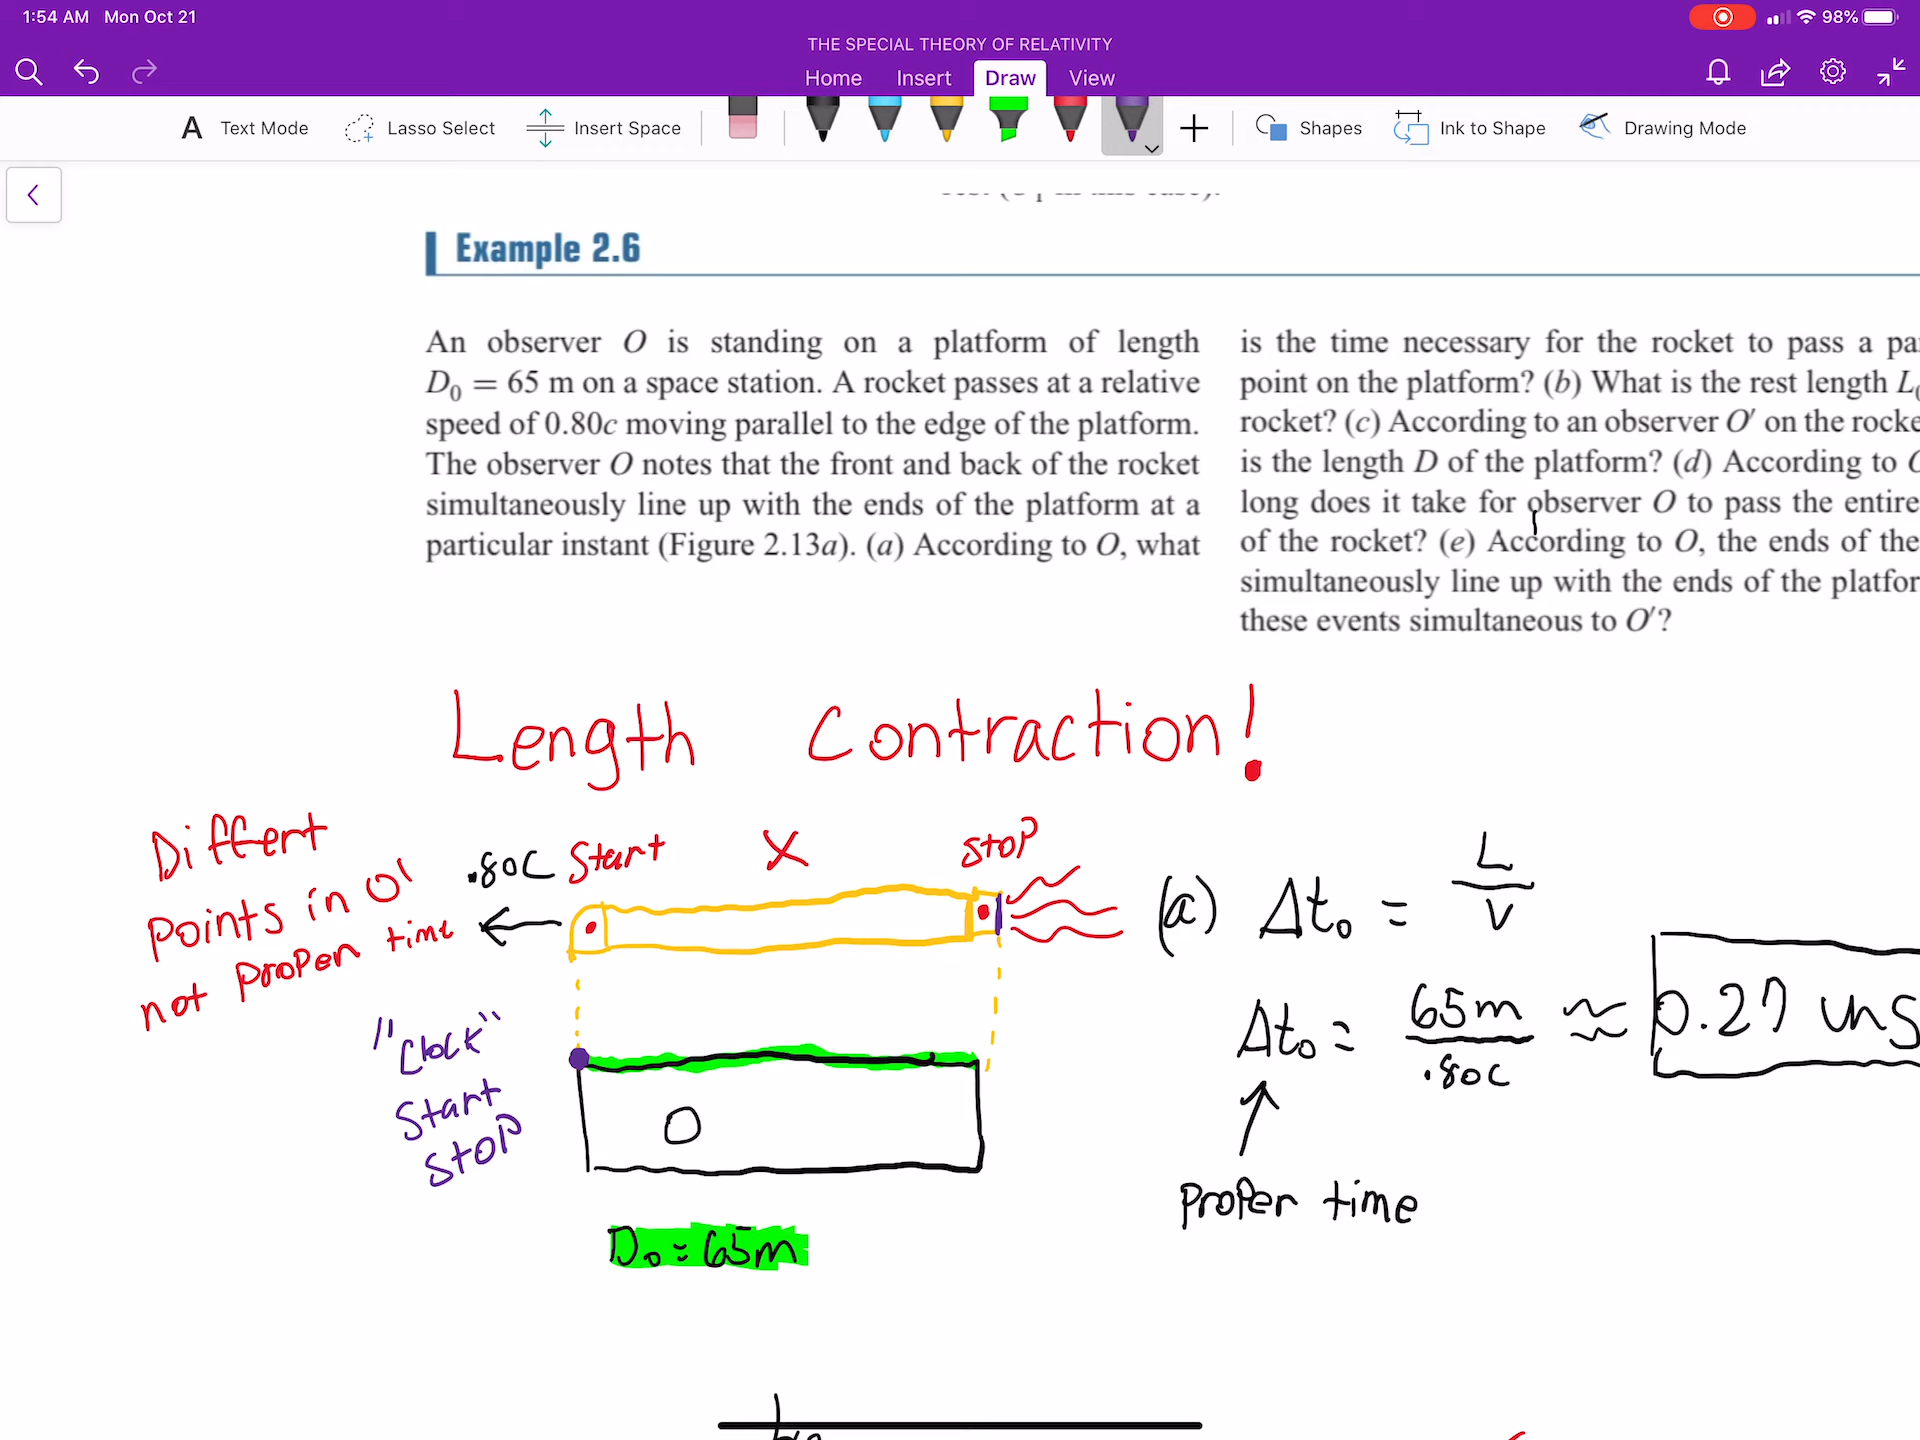 1:54 AM Mon Oct 21
98%
THE SPECIAL THEORY OF RELATIVITY
Home Insert Draw View
A Text Mode Lasso Select Insert Space Shapes Ink to Shape Drawing Mode
Example 2.6
An observer O is standing on a platform of length
D₀ = 65 m on a space station. A rocket passes at a relative
speed of 0.80c moving parallel to the edge of the platform.
The observer O notes that the front and back of the rocket
simultaneously line up with the ends of the platform at a
particular instant (Figure 2.13a). (a) According to O, what
is the time necessary for the rocket to pass a pa
point on the platform? (b) What is the rest length L
rocket? (c) According to an observer O′ on the rocke
is the length D of the platform? (d) According to
long does it take for observer O to pass the entire
of the rocket? (e) According to O, the ends of the
simultaneously line up with the ends of the platfor
these events simultaneous to O′?
Length Contraction!
Differt
Points in O'
not Proper time
.80C
Start
X
Stop
"Clock"
Start
Stop
O
D₀ = 65m
(a) Δt₀ = L/V
Δt₀ = 65m/.80C ≈ 0.27
Proper time